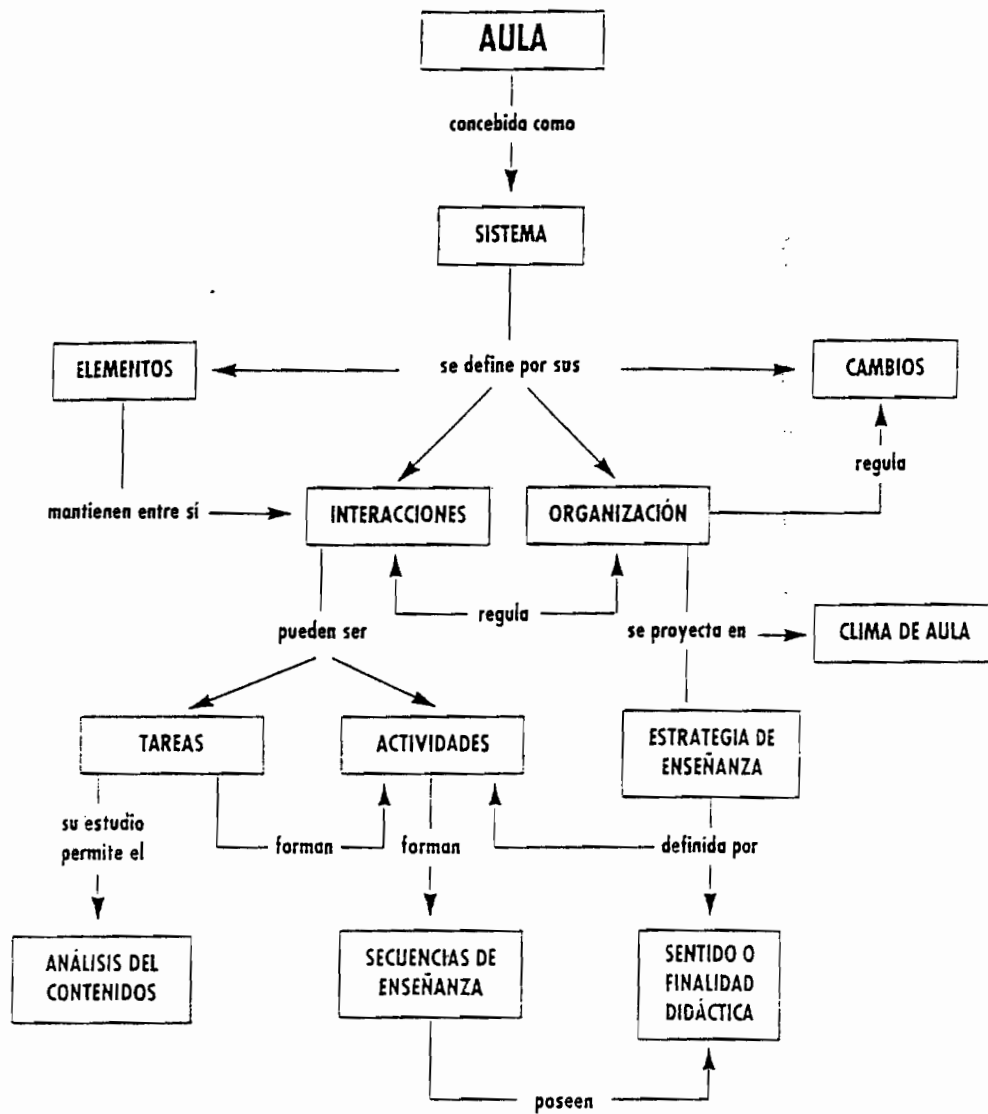 AULA
concebida como
SISTEMA
ELEMENTOS
se define por sus
CAMBIOS
regula
mantienen entre sí
INTERACCIONES
ORGANIZACIÓN
regula
pueden ser
se proyecta en
CLIMA DE AULA
TAREAS
ACTIVIDADES
ESTRATEGIA DE
ENSEÑANZA
su estudio
permite el
forman
forman
definida por
ANÁLISIS DEL
CONTENIDOS
SECUENCIAS DE
ENSEÑANZA
SENTIDO O
FINALIDAD
DIDÁCTICA
poseen